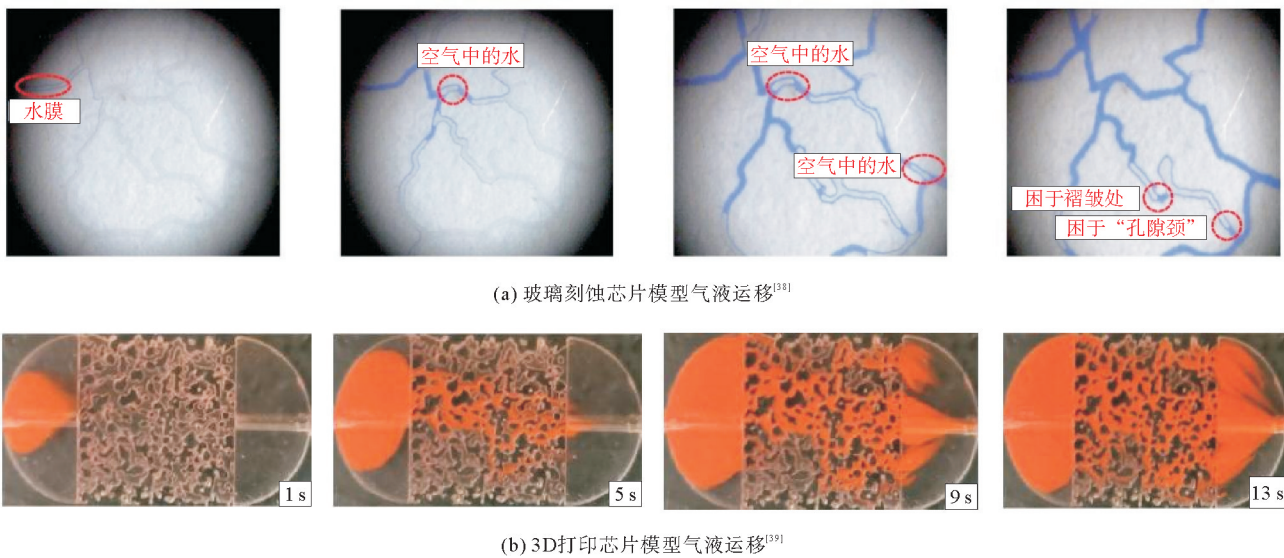 水膜
空气中的水
空气中的水
空气中的水
困于褶皱处
困于“孔隙颈”
(a) 玻璃刻蚀芯片模型气液运移[38]
1 s
5 s
9 s
13 s
(b) 3D打印芯片模型气液运移[39]